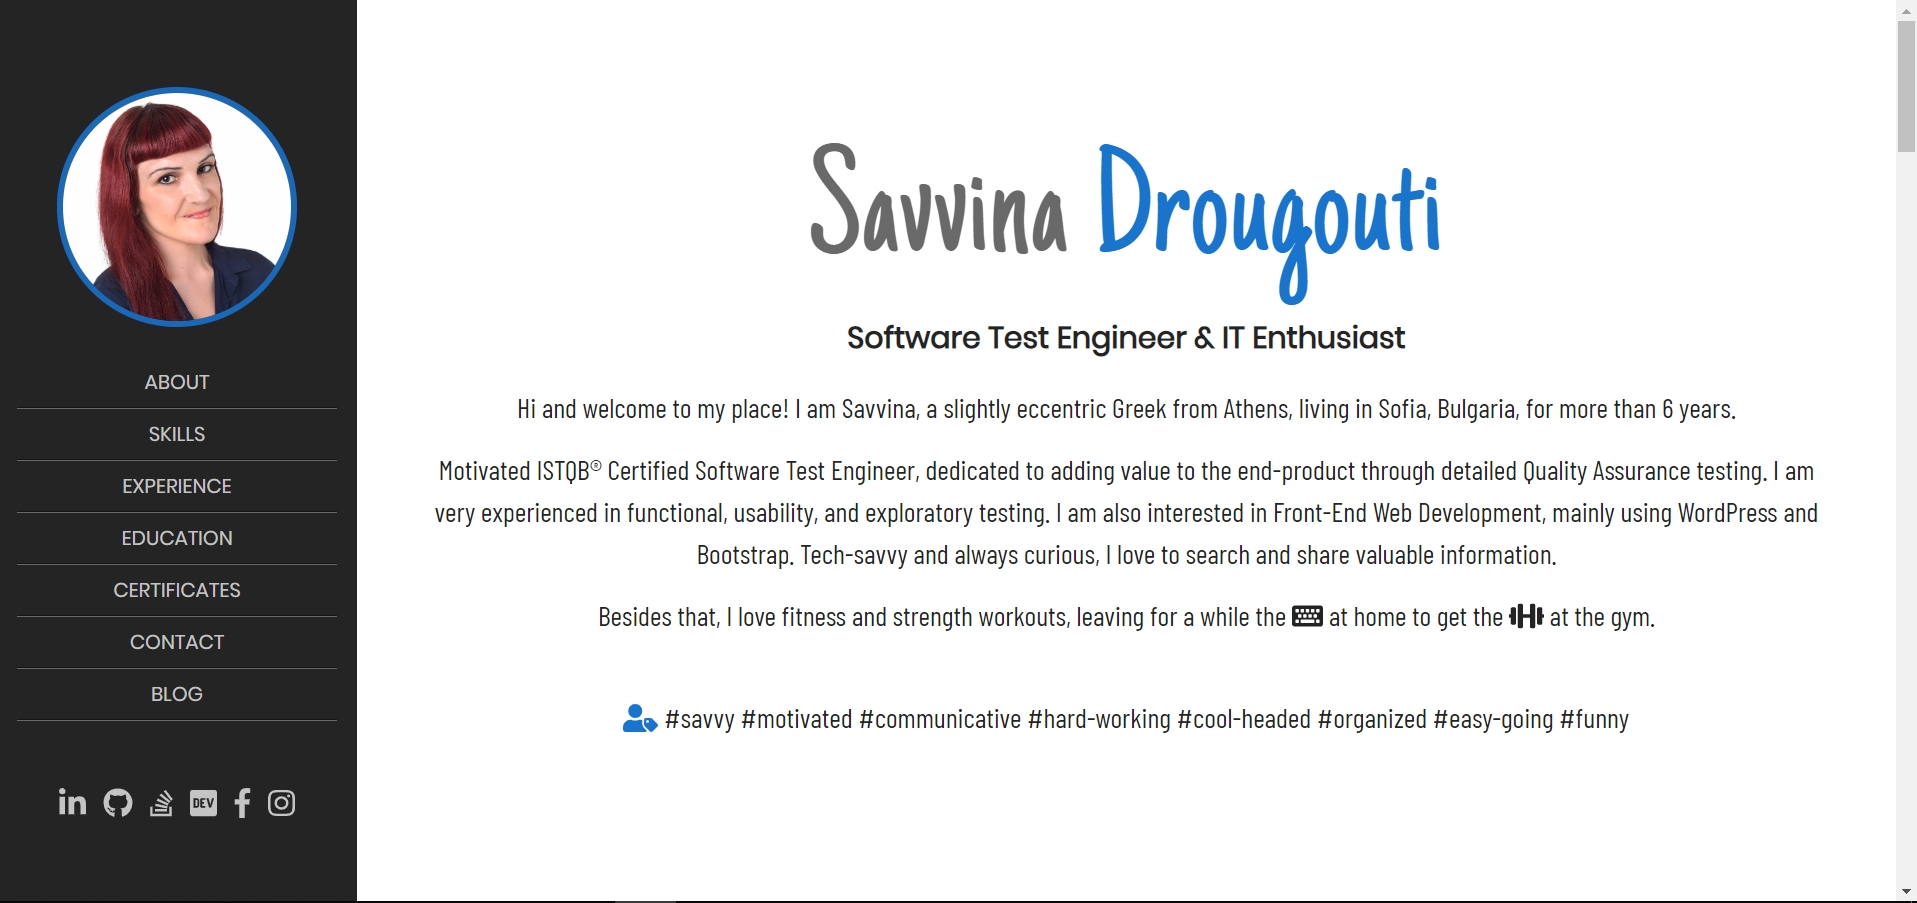 ABOUT
SKILLS
EXPERIENCE
EDUCATION
CERTIFICATES
CONTACT
BLOG
DEV
Savvina Drougouti
Software Test Engineer & IT Enthusiast
Hi and welcome to my place! I am Savvina, a slightly eccentric Greek from Athens, living in Sofia, Bulgaria, for more than 6 years.
Motivated ISTQB® Certified Software Test Engineer, dedicated to adding value to the end-product through detailed Quality Assurance testing. I am
very experienced in functional, usability, and exploratory testing. I am also interested in Front-End Web Development, mainly using WordPress and
Bootstrap. Tech-savvy and always curious, I love to search and share valuable information.
Besides that, I love fitness and strength workouts, leaving for a while the at home to get the at the gym.
#savvy #motivated #communicative #hard-working #cool-headed #organized #easy-going #funny